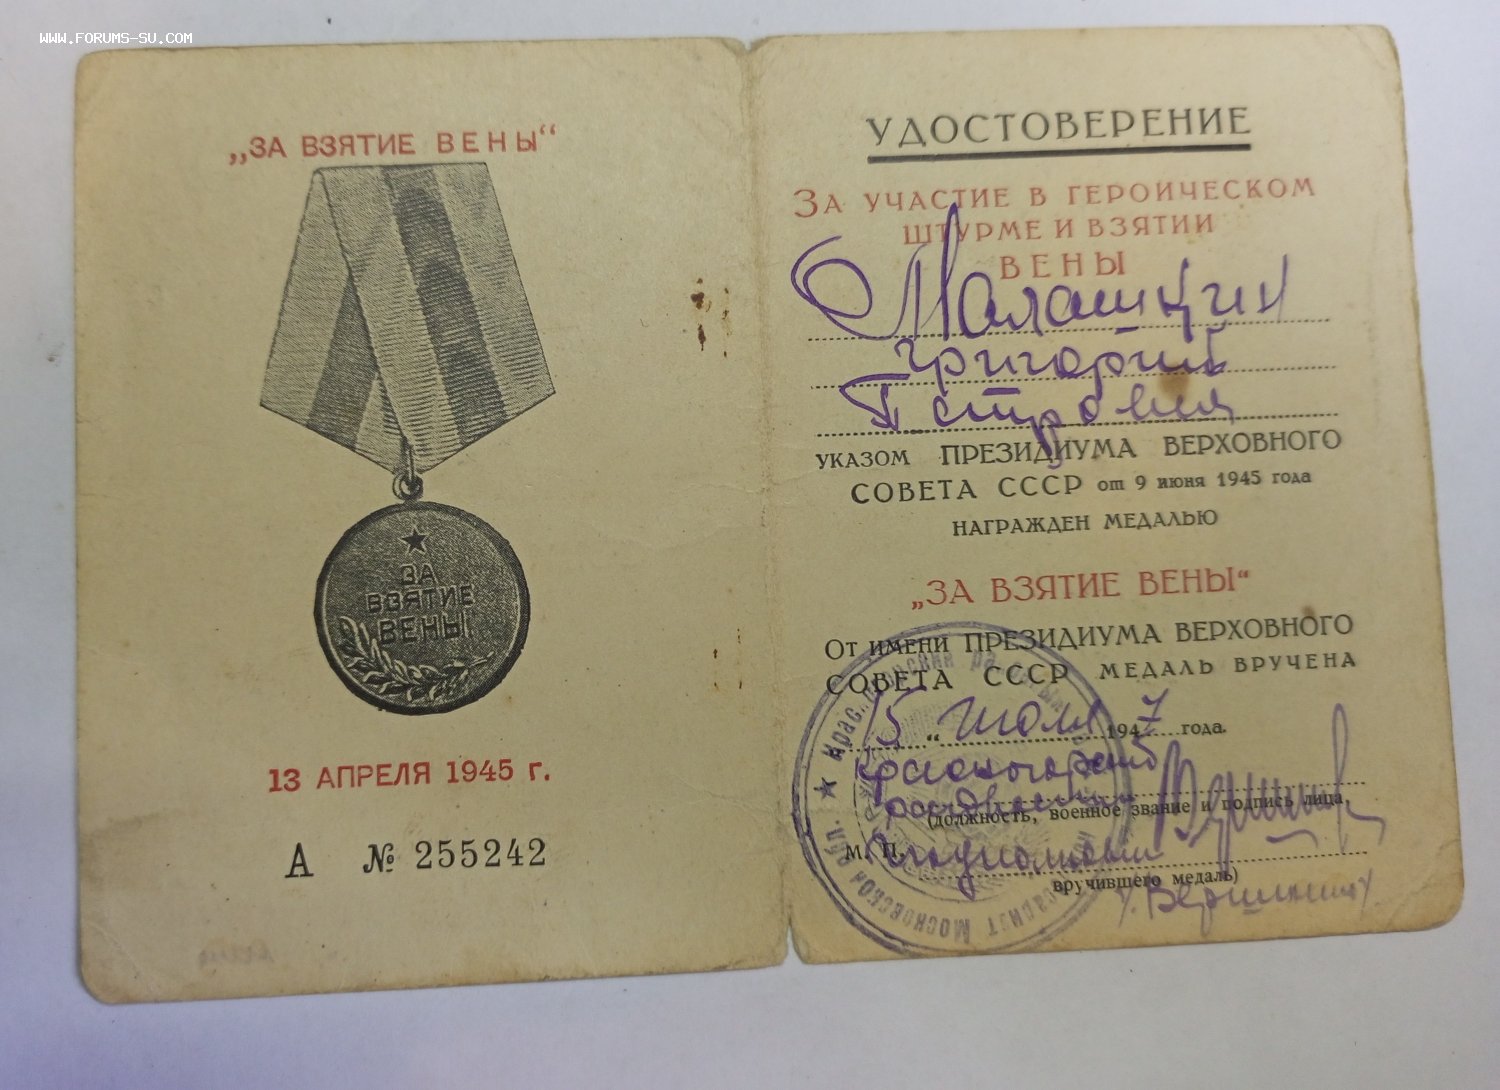 WWW.FORUMS-SU.COM
„ЗА ВЗЯТИЕ ВЕНЫ“
ЗА
ВЗЯТИЕ
ВЕНЫ
13 АПРЕЛЯ 1945 г.
А № 255242
УДОСТОВЕРЕНИЕ
ЗА УЧАСТИЕ В ГЕРОИЧЕСКОМ
ШТУРМЕ И ВЗЯТИИ
ВЕНЫ
Малашкин
Григорий
Петрович
УКАЗОМ ПРЕЗИДИУМА ВЕРХОВНОГО
СОВЕТА СССР от 9 июня 1945 года
НАГРАЖДЕН МЕДАЛЬЮ
„ЗА ВЗЯТИЕ ВЕНЫ“
ОТ ИМЕНИ ПРЕЗИДИУМА ВЕРХОВНОГО
СОВЕТА СССР МЕДАЛЬ ВРУЧЕНА
15 „ июля 1947 года.
(должность, военное звание и подпись лица,
М. П.
вручившего медаль)
Московской обл.